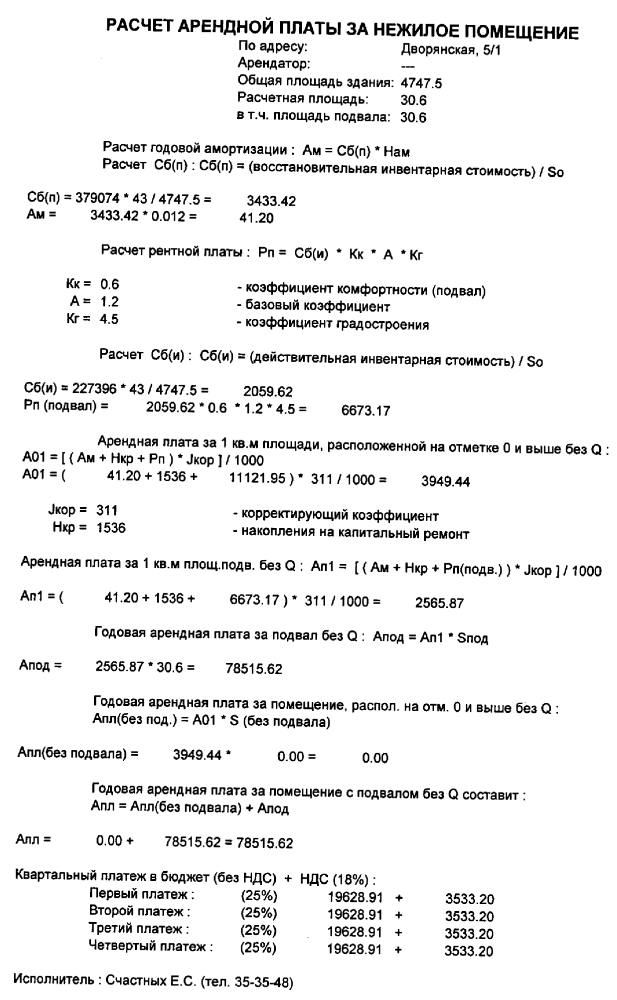 РАСЧЕТ АРЕНДНОЙ ПЛАТЫ ЗА НЕЖИЛОЕ ПОМЕЩЕНИЕ
По адресу: Дворянская, 5/1
Арендатор: ---
Общая площадь здания: 4747.5
Расчетная площадь: 30.6
в т.ч. площадь подвала: 30.6
Расчет годовой амортизации : Ам = Сб(п) * Нам
Расчет Сб(п) : Сб(п) = (восстановительная инвентарная стоимость) / So
Сб(п) = 379074 * 43 / 4747.5 = 3433.42
Ам = 3433.42 * 0.012 = 41.20
Расчет рентной платы : Рп = Сб(и) * Кк * А * Кг
Кк = 0.6 - коэффициент комфортности (подвал)
А = 1.2 - базовый коэффициент
Кг = 4.5 - коэффициент градостроения
Расчет Сб(и) : Сб(и) = (действительная инвентарная стоимость) / So
Сб(и) = 227396 * 43 / 4747.5 = 2059.62
Рп (подвал) = 2059.62 * 0.6 * 1.2 * 4.5 = 6673.17
Арендная плата за 1 кв.м площади, расположенной на отметке 0 и выше без Q :
А01 = [ ( Ам + Нкр + Рп ) * Jкор ] / 1000
А01 = ( 41.20 + 1536 + 11121.95 ) * 311 / 1000 = 3949.44
Jкор = 311 - корректирующий коэффициент
Нкр = 1536 - накопления на капитальный ремонт
Арендная плата за 1 кв.м площ.подв. без Q : Ап1 = [ ( Ам + Нкр + Рп(подв.) ) * Jкор ] / 1000
Ап1 = ( 41.20 + 1536 + 6673.17 ) * 311 / 1000 = 2565.87
Годовая арендная плата за подвал без Q : Апод = Ап1 * Sпод
Апод = 2565.87 * 30.6 = 78515.62
Годовая арендная плата за помещение, распол. на отм. 0 и выше без Q :
Апл(без под.) = А01 * S (без подвала)
Апл(без подвала) = 3949.44 * 0.00 = 0.00
Годовая арендная плата за помещение с подвалом без Q составит :
Апл = Апл(без подвала) + Апод
Апл = 0.00 + 78515.62 = 78515.62
Квартальный платеж в бюджет (без НДС) + НДС (18%) :
Первый платеж : (25%) 19628.91 + 3533.20
Второй платеж : (25%) 19628.91 + 3533.20
Третий платеж : (25%) 19628.91 + 3533.20
Четвертый платеж : (25%) 19628.91 + 3533.20
Исполнитель : Счастных Е.С. (тел. 35-35-48)